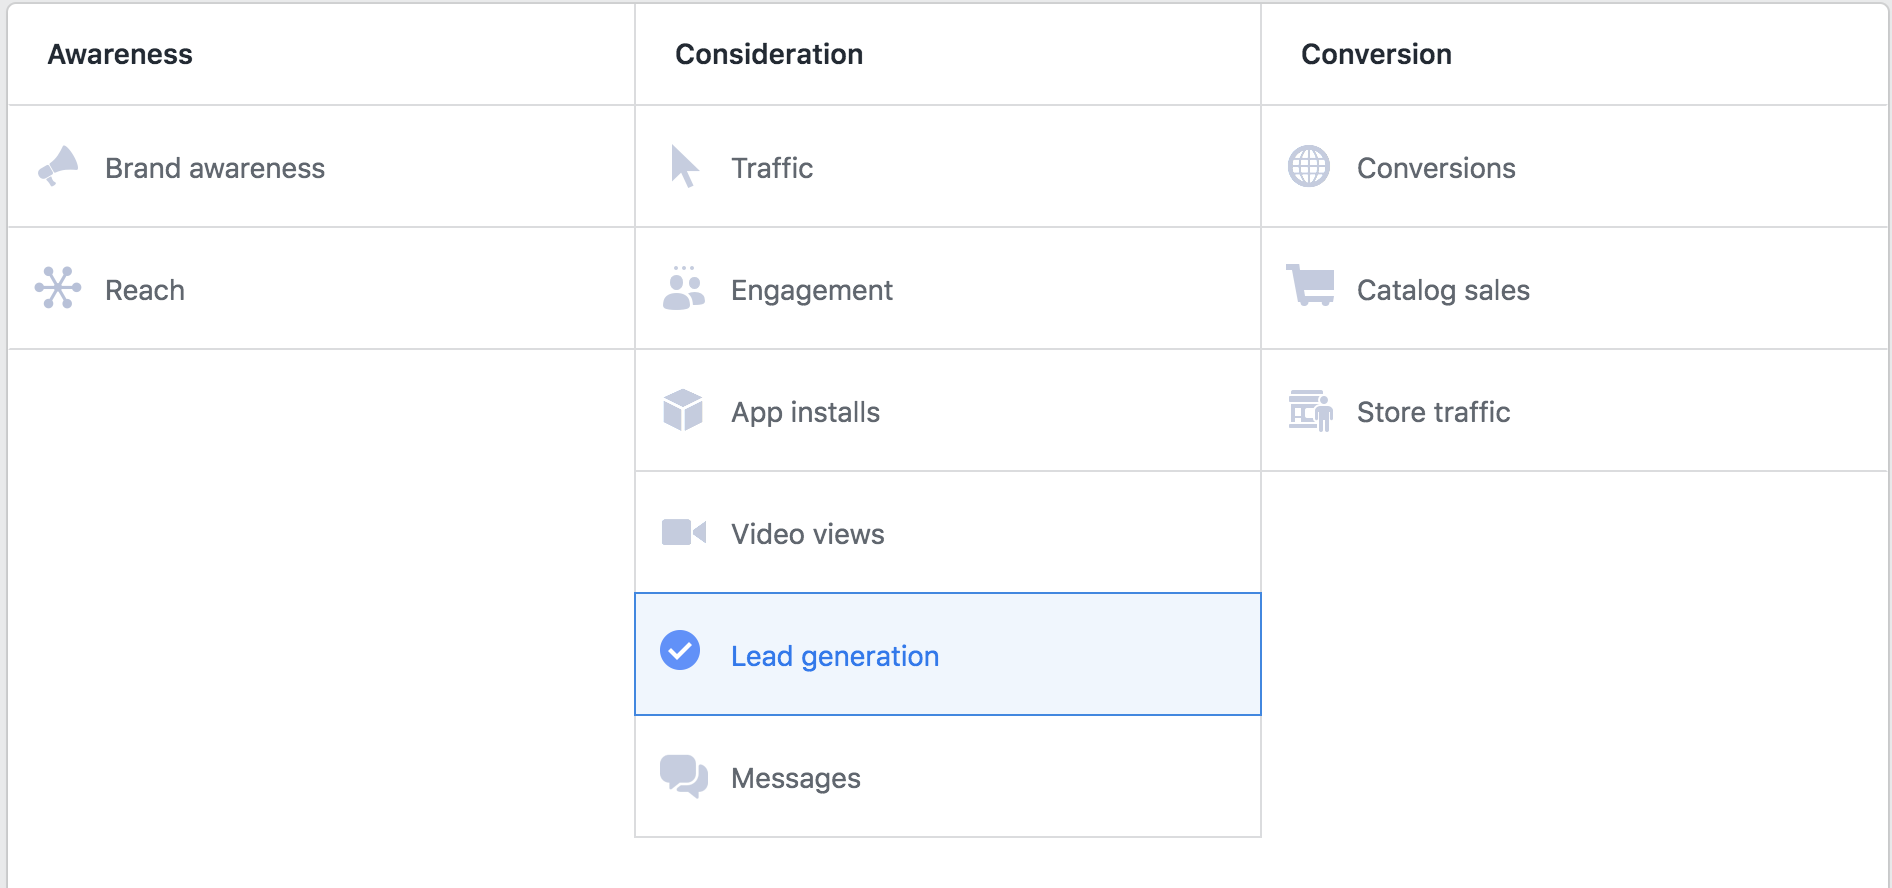 Awareness
Consideration
Conversion
Brand awareness
Traffic
Conversions
Reach
Engagement
Catalog sales
App installs
Store traffic
Video views
Lead generation
Messages